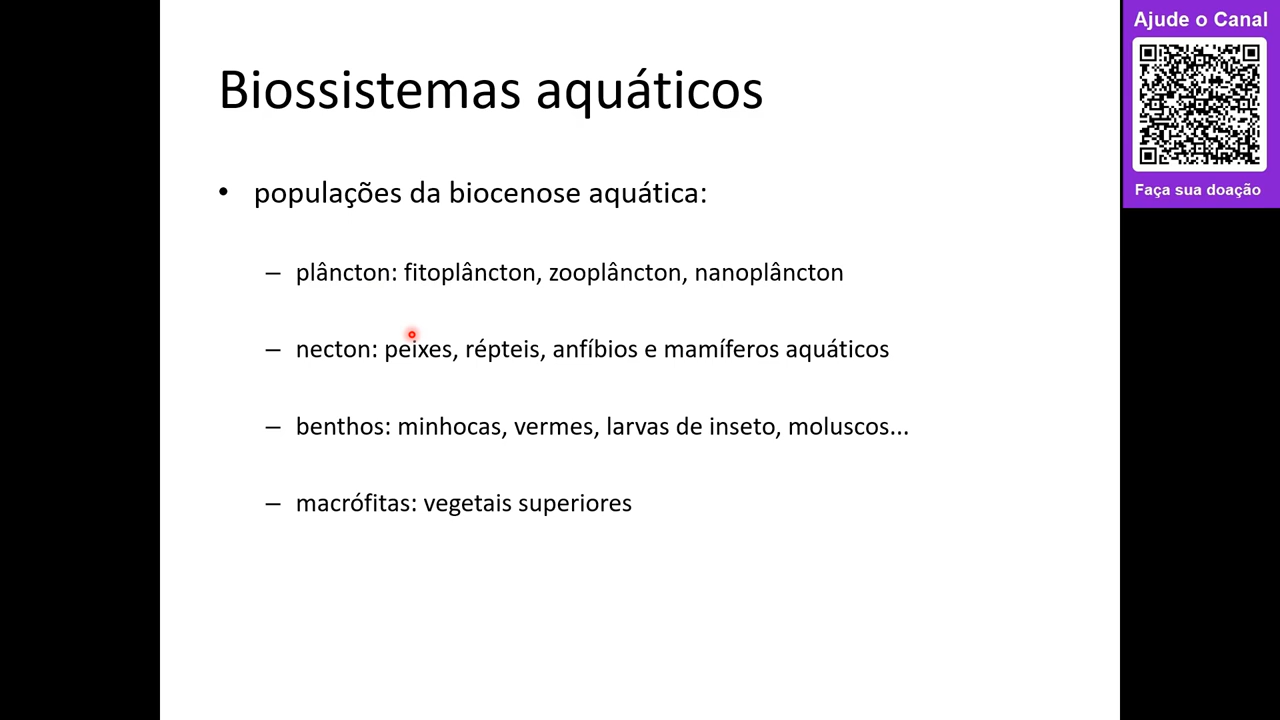 Biossistemas aquáticos
• populações da biocenose aquática:
– plâncton: fitoplâncton, zooplâncton, nanoplâncton
– necton: peixes, répteis, anfíbios e mamíferos aquáticos
– benthos: minhocas, vermes, larvas de inseto, moluscos...
– macrófitas: vegetais superiores
Ajude o Canal
Faça sua doação